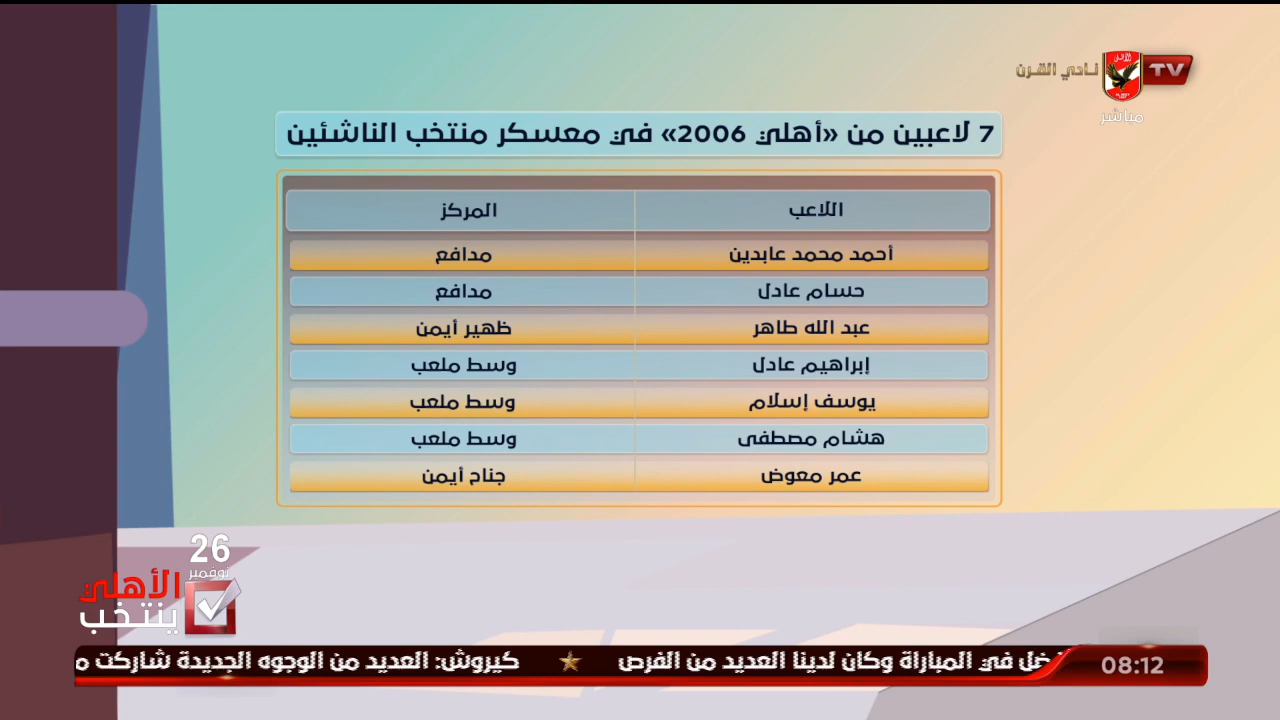 نادي القرن
TV
مباشر
7 لاعبين من «أهلي 2006» في معسكر منتخب الناشئين
اللاعب المركز
أحمد محمد عابدين مدافع
حسام عادل مدافع
عبد الله طاهر ظهير أيمن
إبراهيم عادل وسط ملعب
يوسف إسلام وسط ملعب
هشام مصطفى وسط ملعب
عمر معوض جناح أيمن
26
نوفمبر
الأهلي
ينتخب
08:12
في المباراة وكان لدينا العديد من الفرص
كيروش: العديد من الوجوه الجديدة شاركت